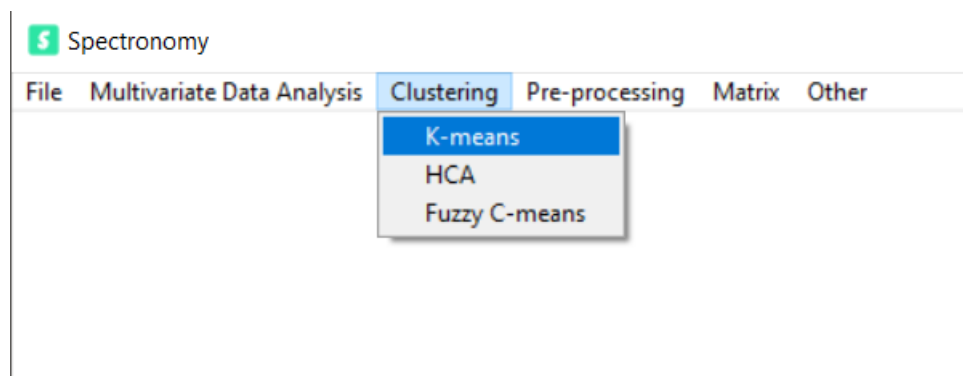 S Spectronomy
File Multivariate Data Analysis Clustering Pre-processing Matrix Other
K-means
HCA
Fuzzy C-means